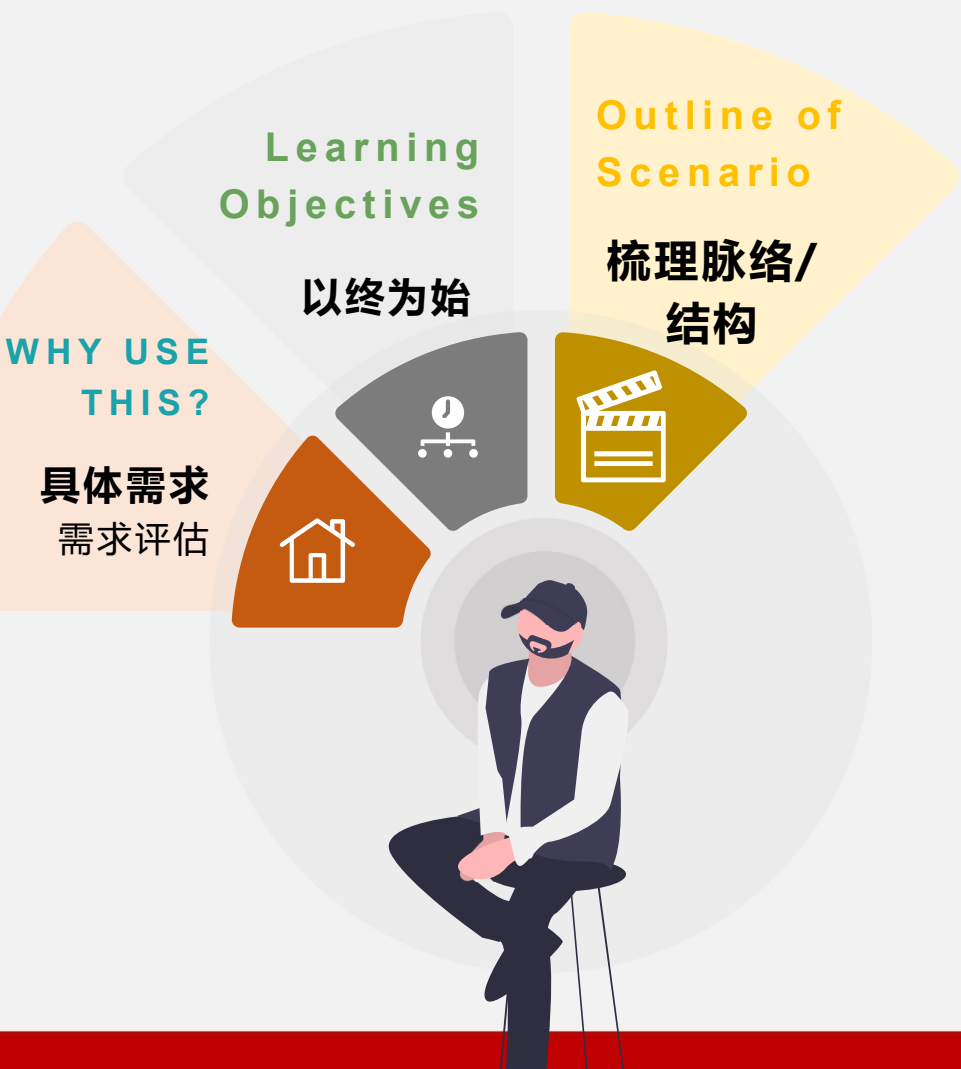 WHY USE
THIS?
具体需求
需求评估
Learning
Objectives
以终为始
Outline of
Scenario
梳理脉络/
结构